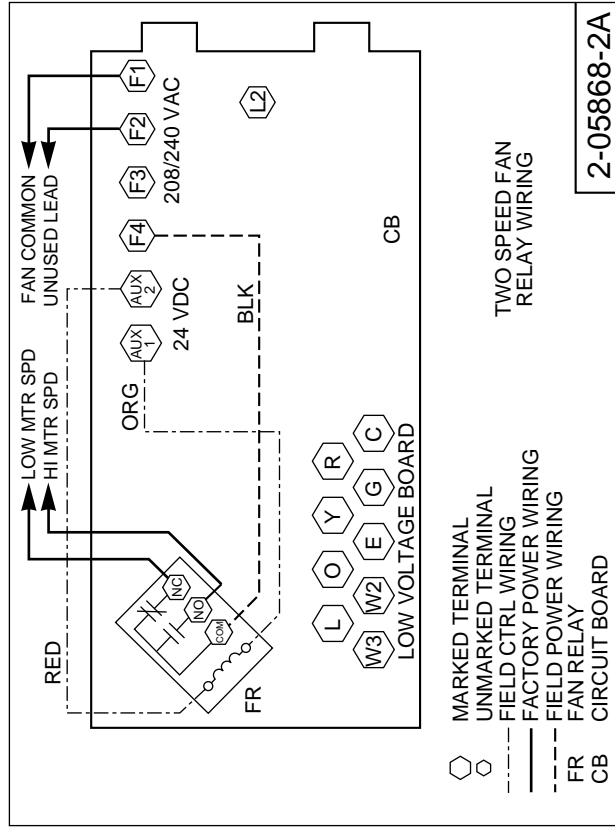 LOW MTR SPD
HI MTR SPD
FAN COMMON
UNUSED LEAD
RED
ORG
AUX 1
AUX 2
F4
F3
F2
F1
24 VDC
208/240 VAC
NC
NO
COM
FR
BLK
L2
CB
L
O
Y
R
W3
W2
E
G
C
LOW VOLTAGE BOARD
MARKED TERMINAL
UNMARKED TERMINAL
FIELD CTRL WIRING
FACTORY POWER WIRING
FIELD POWER WIRING
FR FAN RELAY
CB CIRCUIT BOARD
TWO SPEED FAN
RELAY WIRING
2-05868-2A